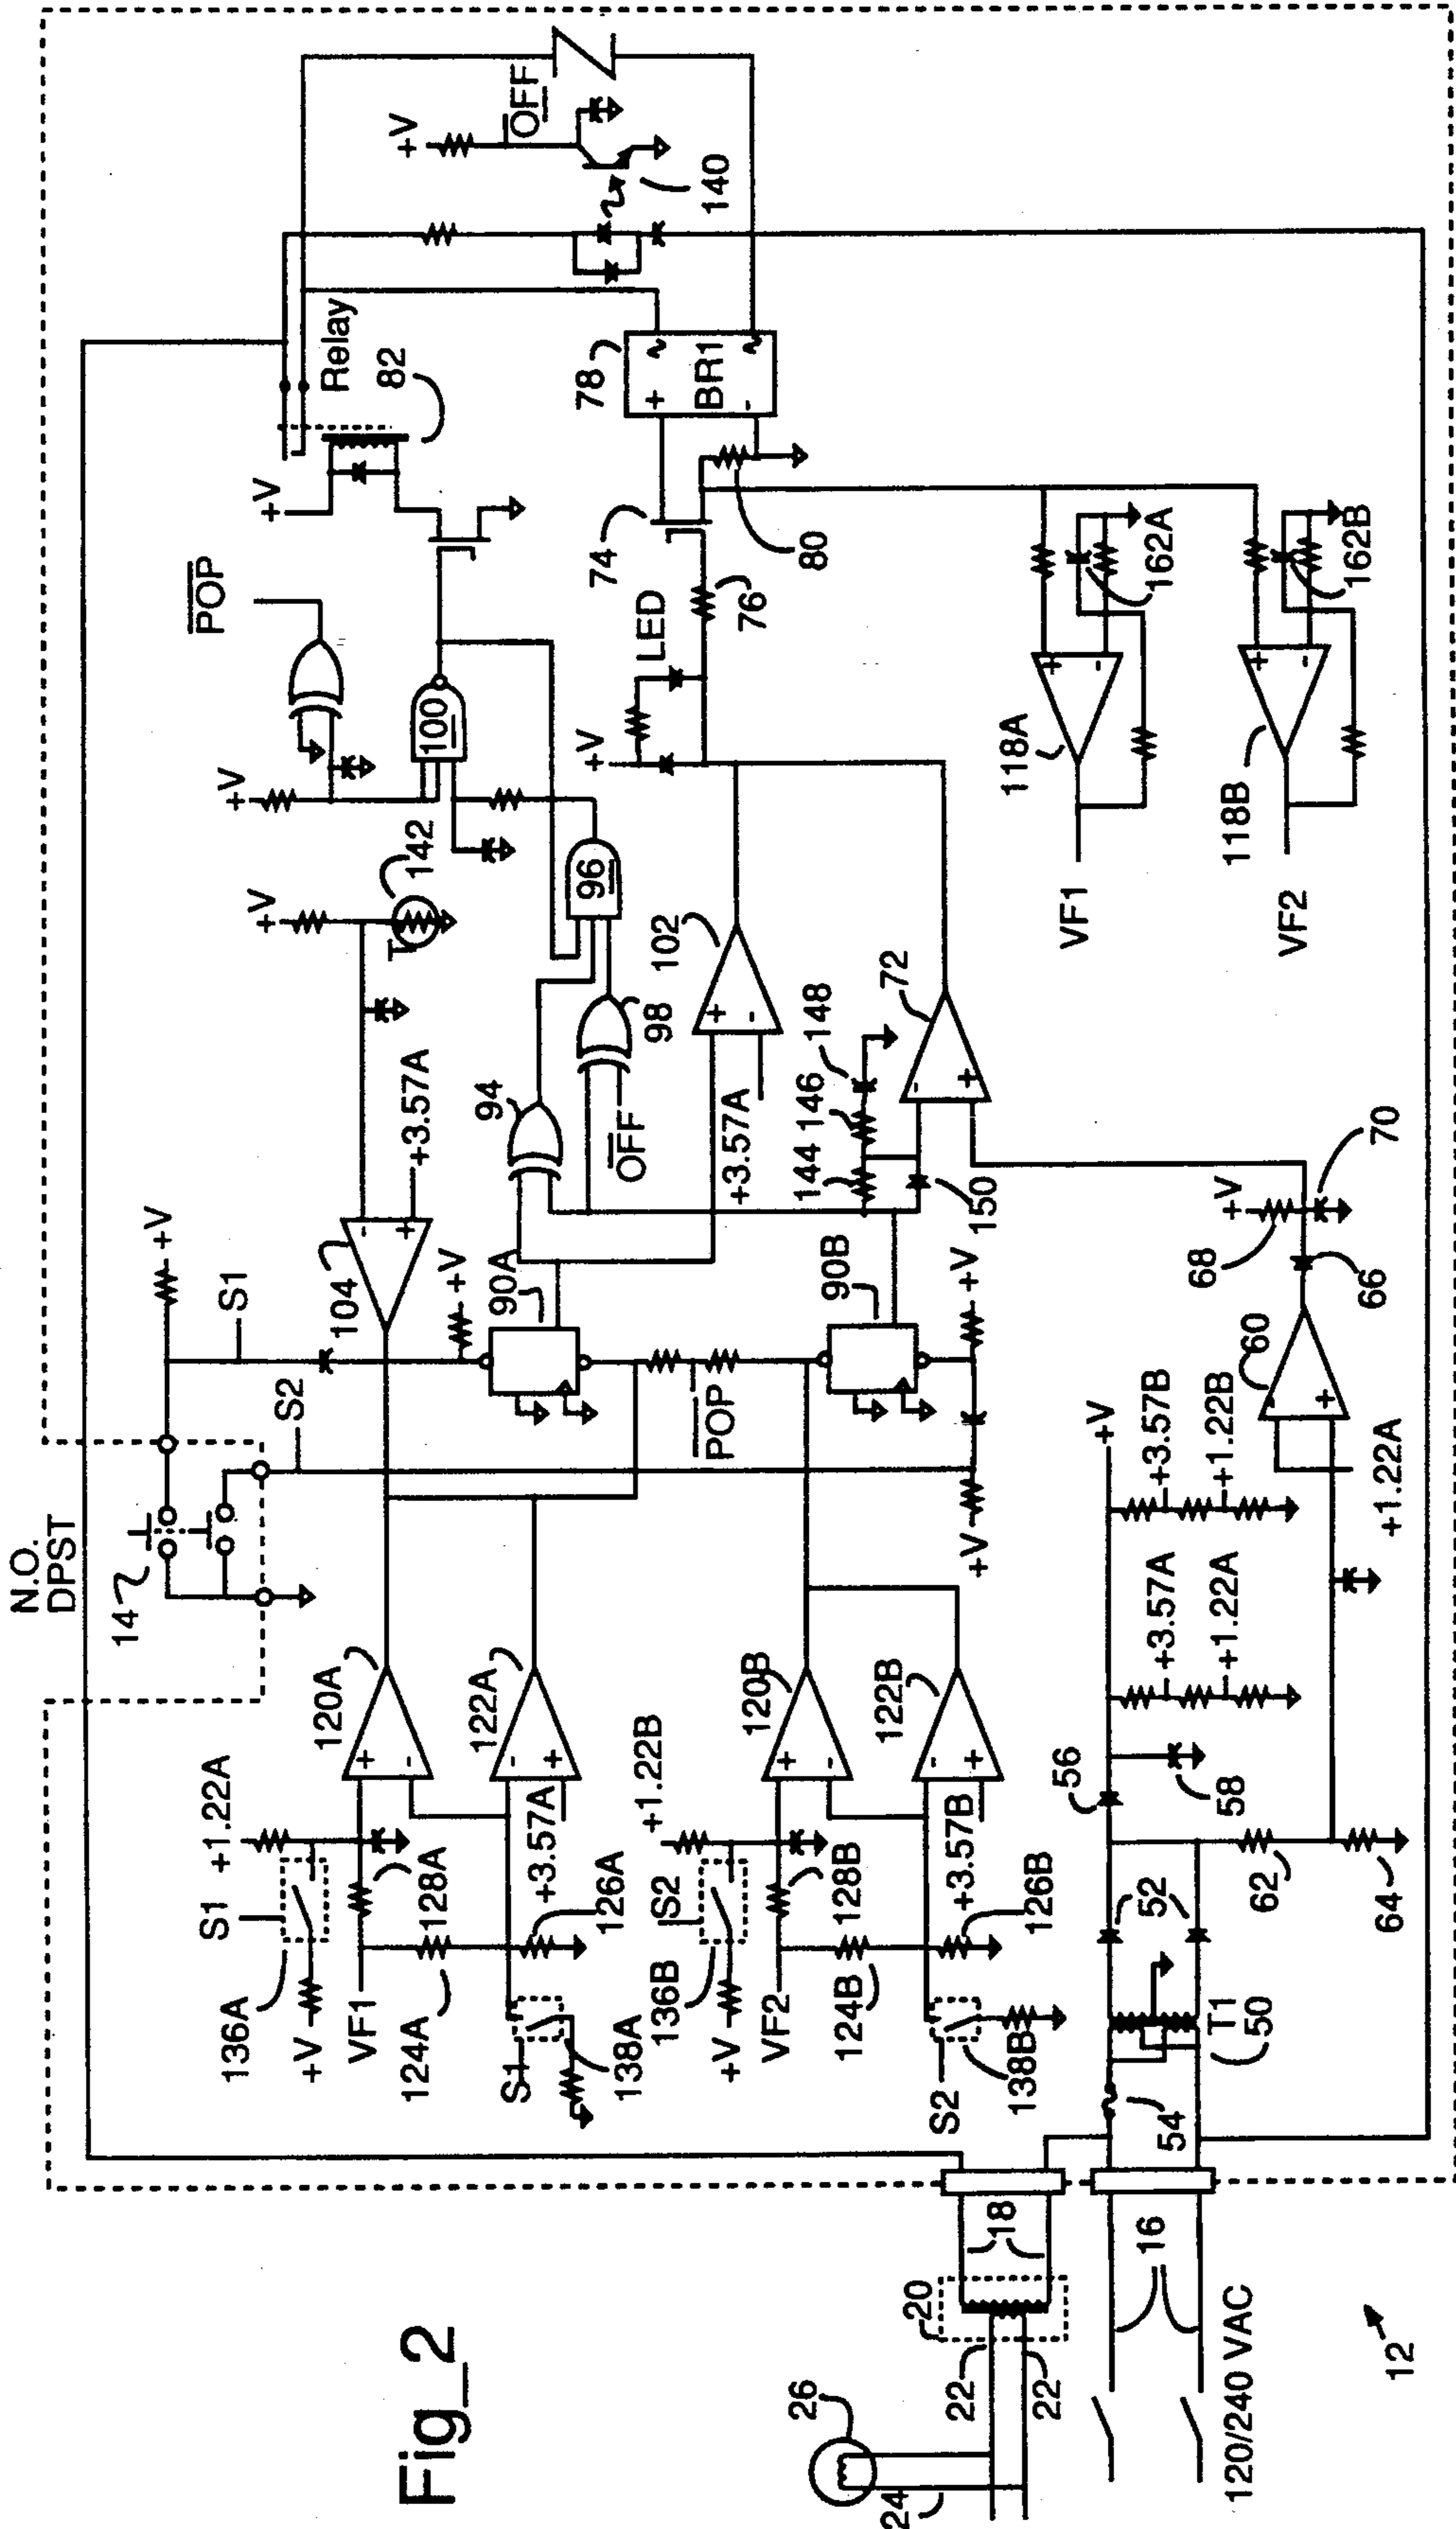 Fig_2
N.O.
DPST
14
S1
+V
S2
104
+3.57A
+V
142
T
+V
POP
100
+V
Relay
82
+V
OFF
140
120A
122A
+1.22A
S1
136A
+V
VF1
128A
124A
+3.57A
126A
S1
138A
+V
90A
94
96
98
OFF
102
+3.57A
+V
LED
74
76
78
BR1
80
POP
90B
+V
+V
144
146
148
150
72
120B
122B
+1.22B
S2
136B
+V
VF2
128B
124B
+3.57B
126B
S2
138B
118A
VF1
162A
118B
VF2
162B
56
58
+V
+3.57A
+1.22A
+3.57B
+1.22B
60
+1.22A
66
68
+V
70
52
62
64
T1
50
54
18
20
22
22
24
26
16
120/240 VAC
12